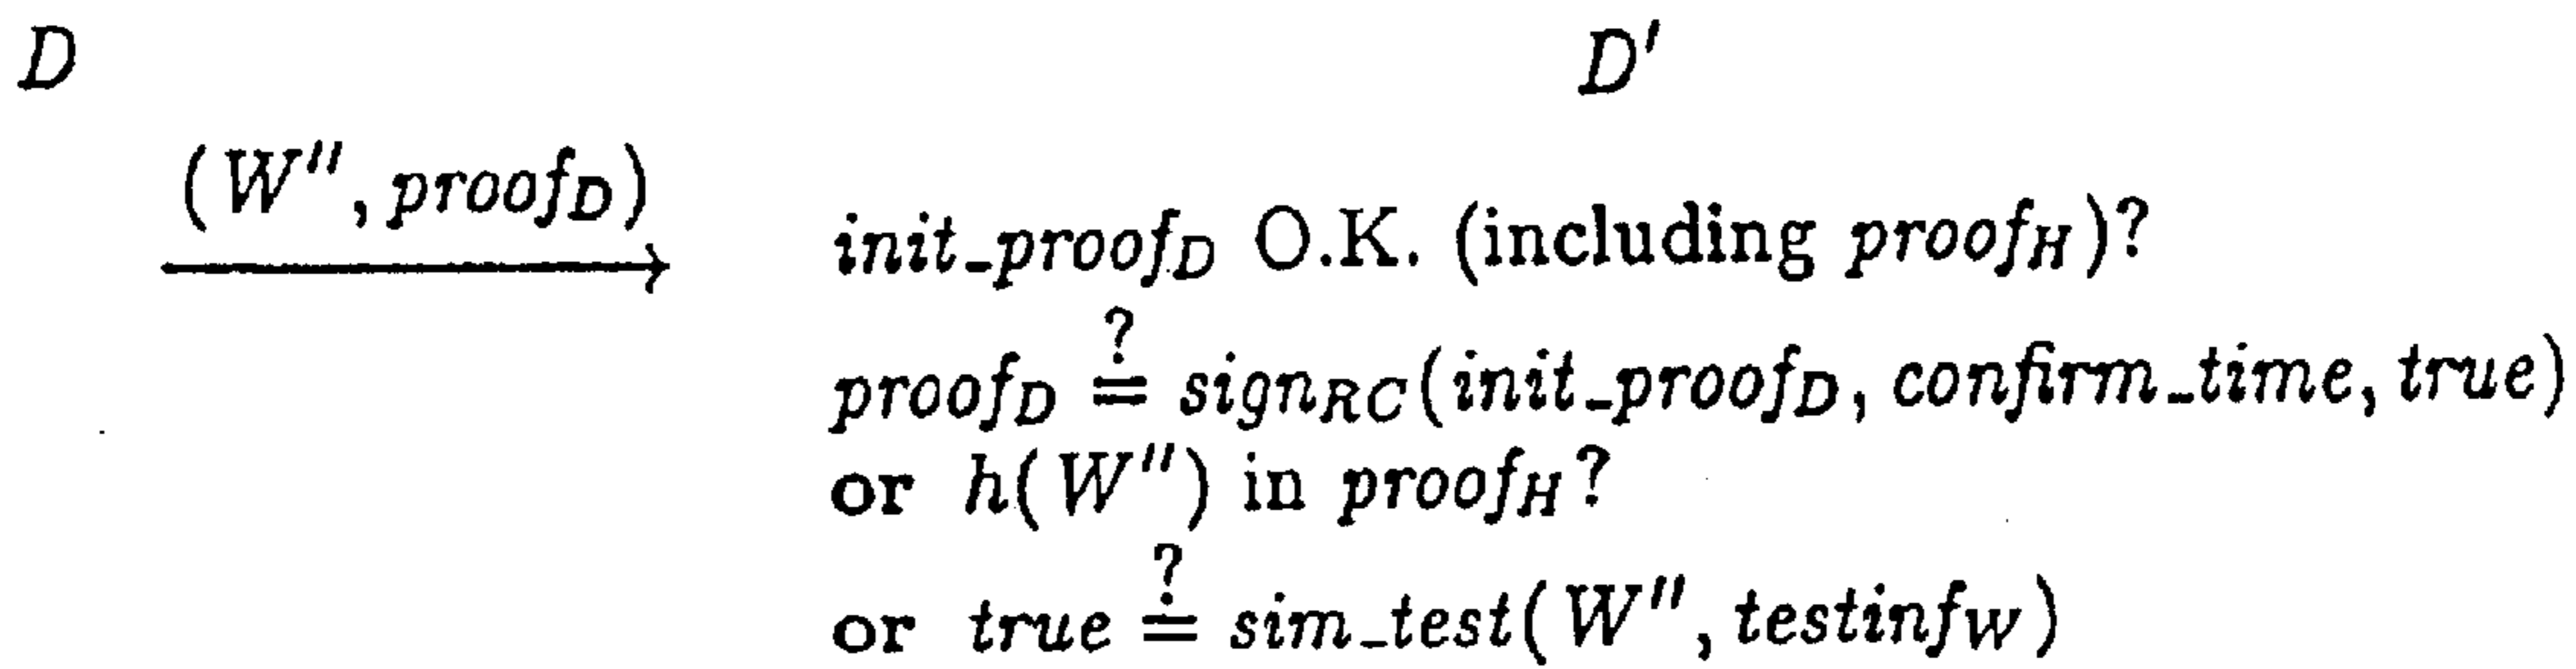 D D′
(W″, proof_D)
init_proof_D O.K. (including proof_H)?
proof_D ≟ sign_RC(init_proof_D, confirm_time, true)
or h(W″) in proof_H?
or true ≟ sim_test(W″, testinf_W)